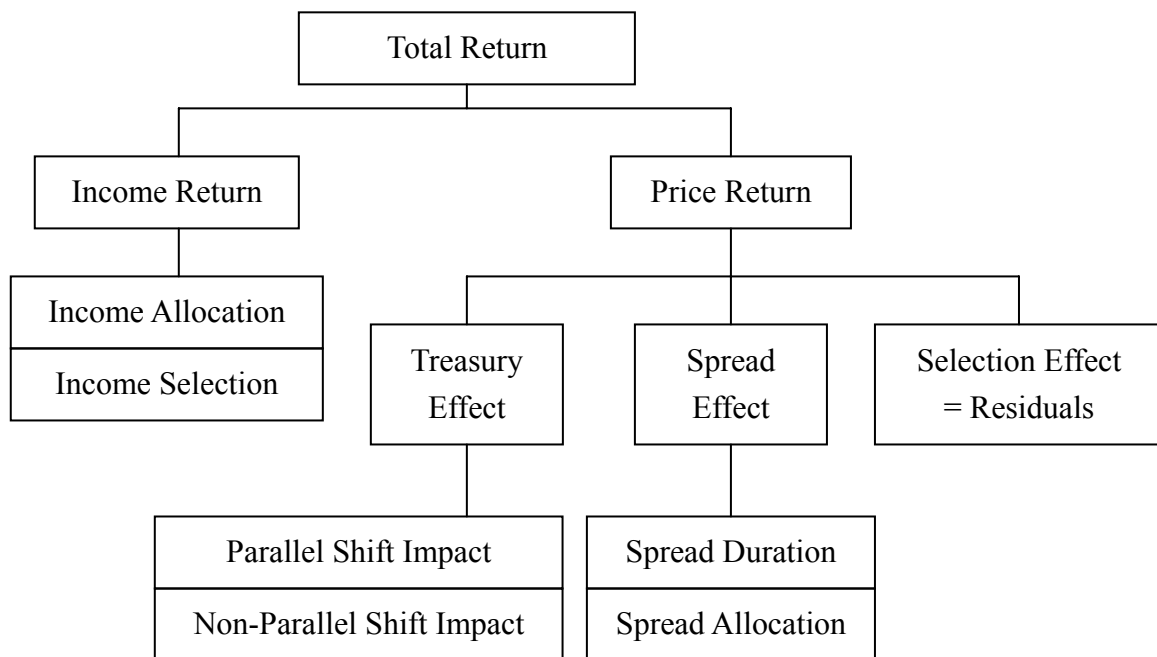 Total Return
Income Return
Price Return
Income Allocation
Income Selection
Treasury
Effect
Spread
Effect
Selection Effect
= Residuals
Parallel Shift Impact
Non-Parallel Shift Impact
Spread Duration
Spread Allocation